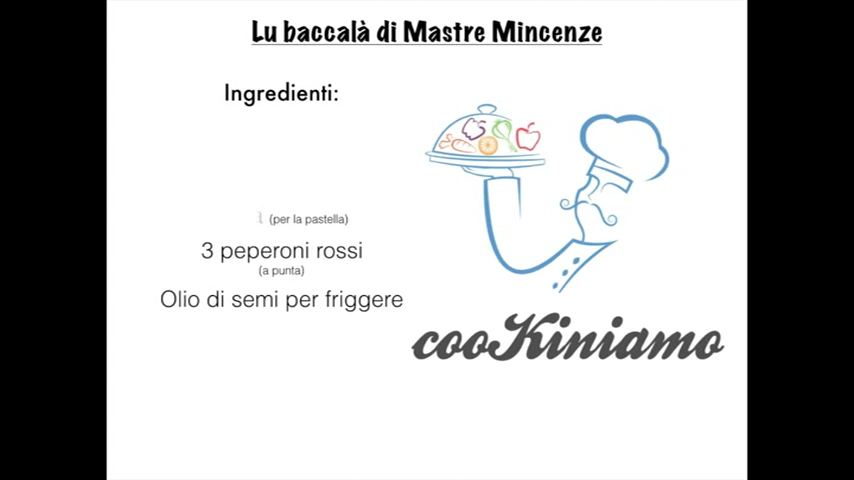 Lu baccalà di Mastre Mincenze
Ingredienti:
(per la pastella)
3 peperoni rossi
(a punta)
Olio di semi per friggere
cooKiniamo